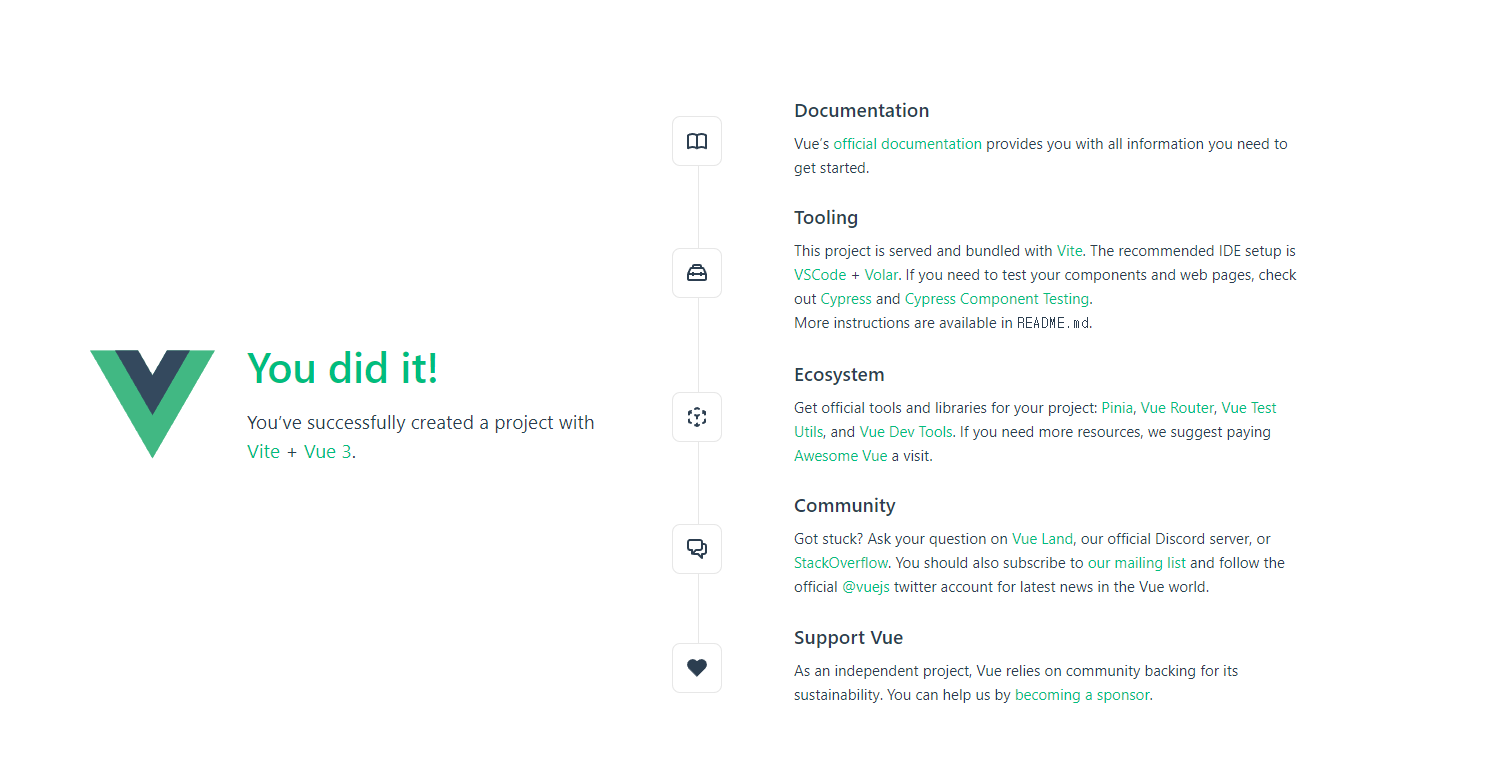 You did it!
You’ve successfully created a project with
Vite + Vue 3.
Documentation
Vue’s official documentation provides you with all information you need to
get started.
Tooling
This project is served and bundled with Vite. The recommended IDE setup is
VSCode + Volar. If you need to test your components and web pages, check
out Cypress and Cypress Component Testing.
More instructions are available in README.md.
Ecosystem
Get official tools and libraries for your project: Pinia, Vue Router, Vue Test
Utils, and Vue Dev Tools. If you need more resources, we suggest paying
Awesome Vue a visit.
Community
Got stuck? Ask your question on Vue Land, our official Discord server, or
StackOverflow. You should also subscribe to our mailing list and follow the
official @vuejs twitter account for latest news in the Vue world.
Support Vue
As an independent project, Vue relies on community backing for its
sustainability. You can help us by becoming a sponsor.